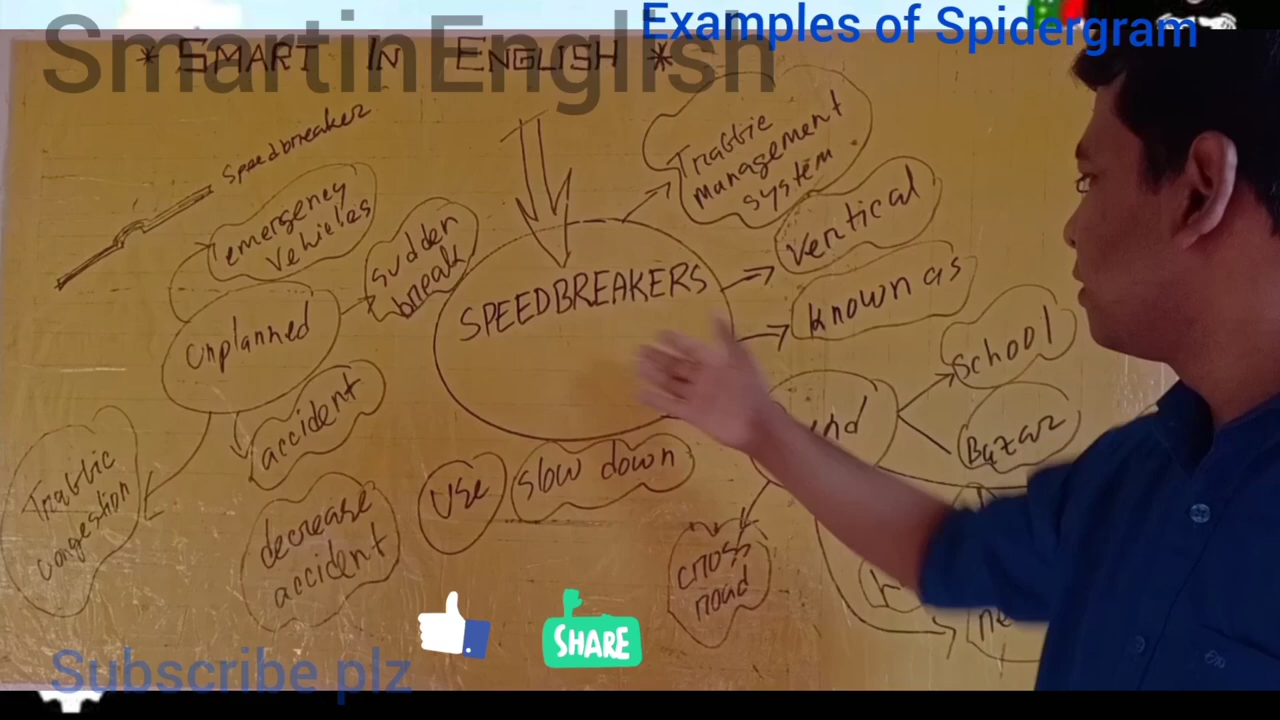 Examples of Spidergram
SmartinEnglish
* SMART IN ENGLISH *
Speedbreaker
emergency
vehicles
sudden
break
Unplanned
accident
Traffic
congestion
decrease
accident
Use
slow down
SPEEDBREAKERS
Traffic
management
system.
vertical
known as
School
Bazar
cross
road
SHARE
Subscribe plz